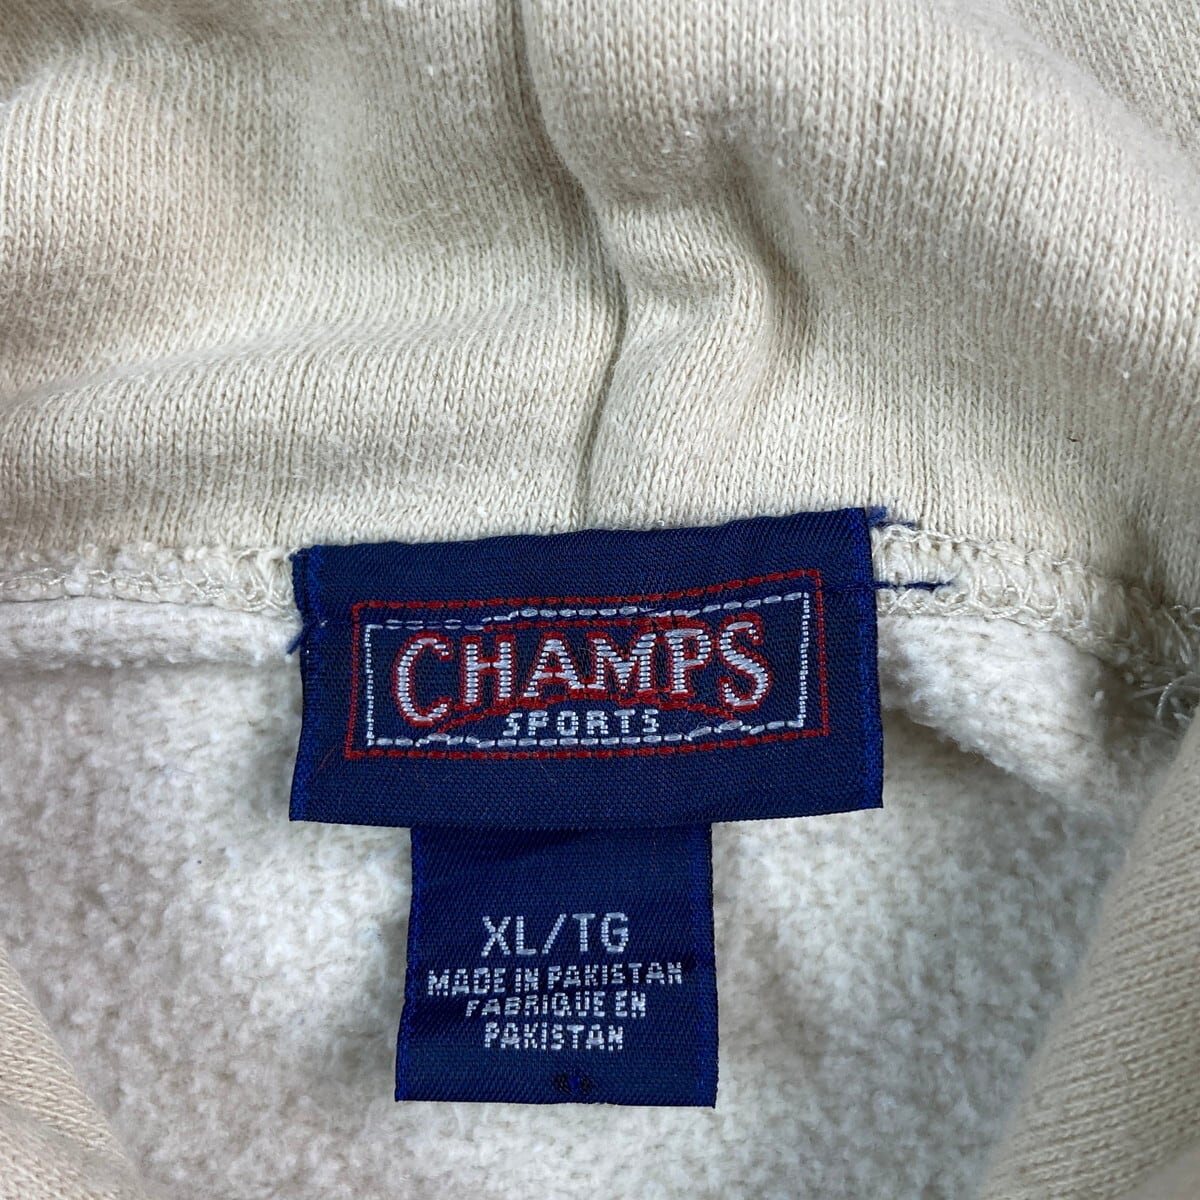 CHAMPS
SPORTS
XL/TG
MADE IN PAKISTAN
FABRIQUE EN
PAKISTAN